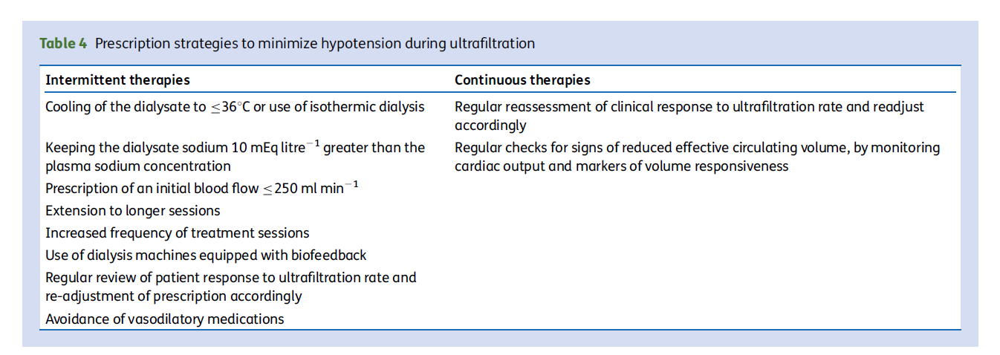 Table 4 Prescription strategies to minimize hypotension during ultrafiltration
Intermittent therapies
Continuous therapies
Cooling of the dialysate to ≤36°C or use of isothermic dialysis
Regular reassessment of clinical response to ultrafiltration rate and readjust
accordingly
Keeping the dialysate sodium 10 mEq litre⁻¹ greater than the
plasma sodium concentration
Regular checks for signs of reduced effective circulating volume, by monitoring
cardiac output and markers of volume responsiveness
Prescription of an initial blood flow ≤250 ml min⁻¹
Extension to longer sessions
Increased frequency of treatment sessions
Use of dialysis machines equipped with biofeedback
Regular review of patient response to ultrafiltration rate and
re-adjustment of prescription accordingly
Avoidance of vasodilatory medications